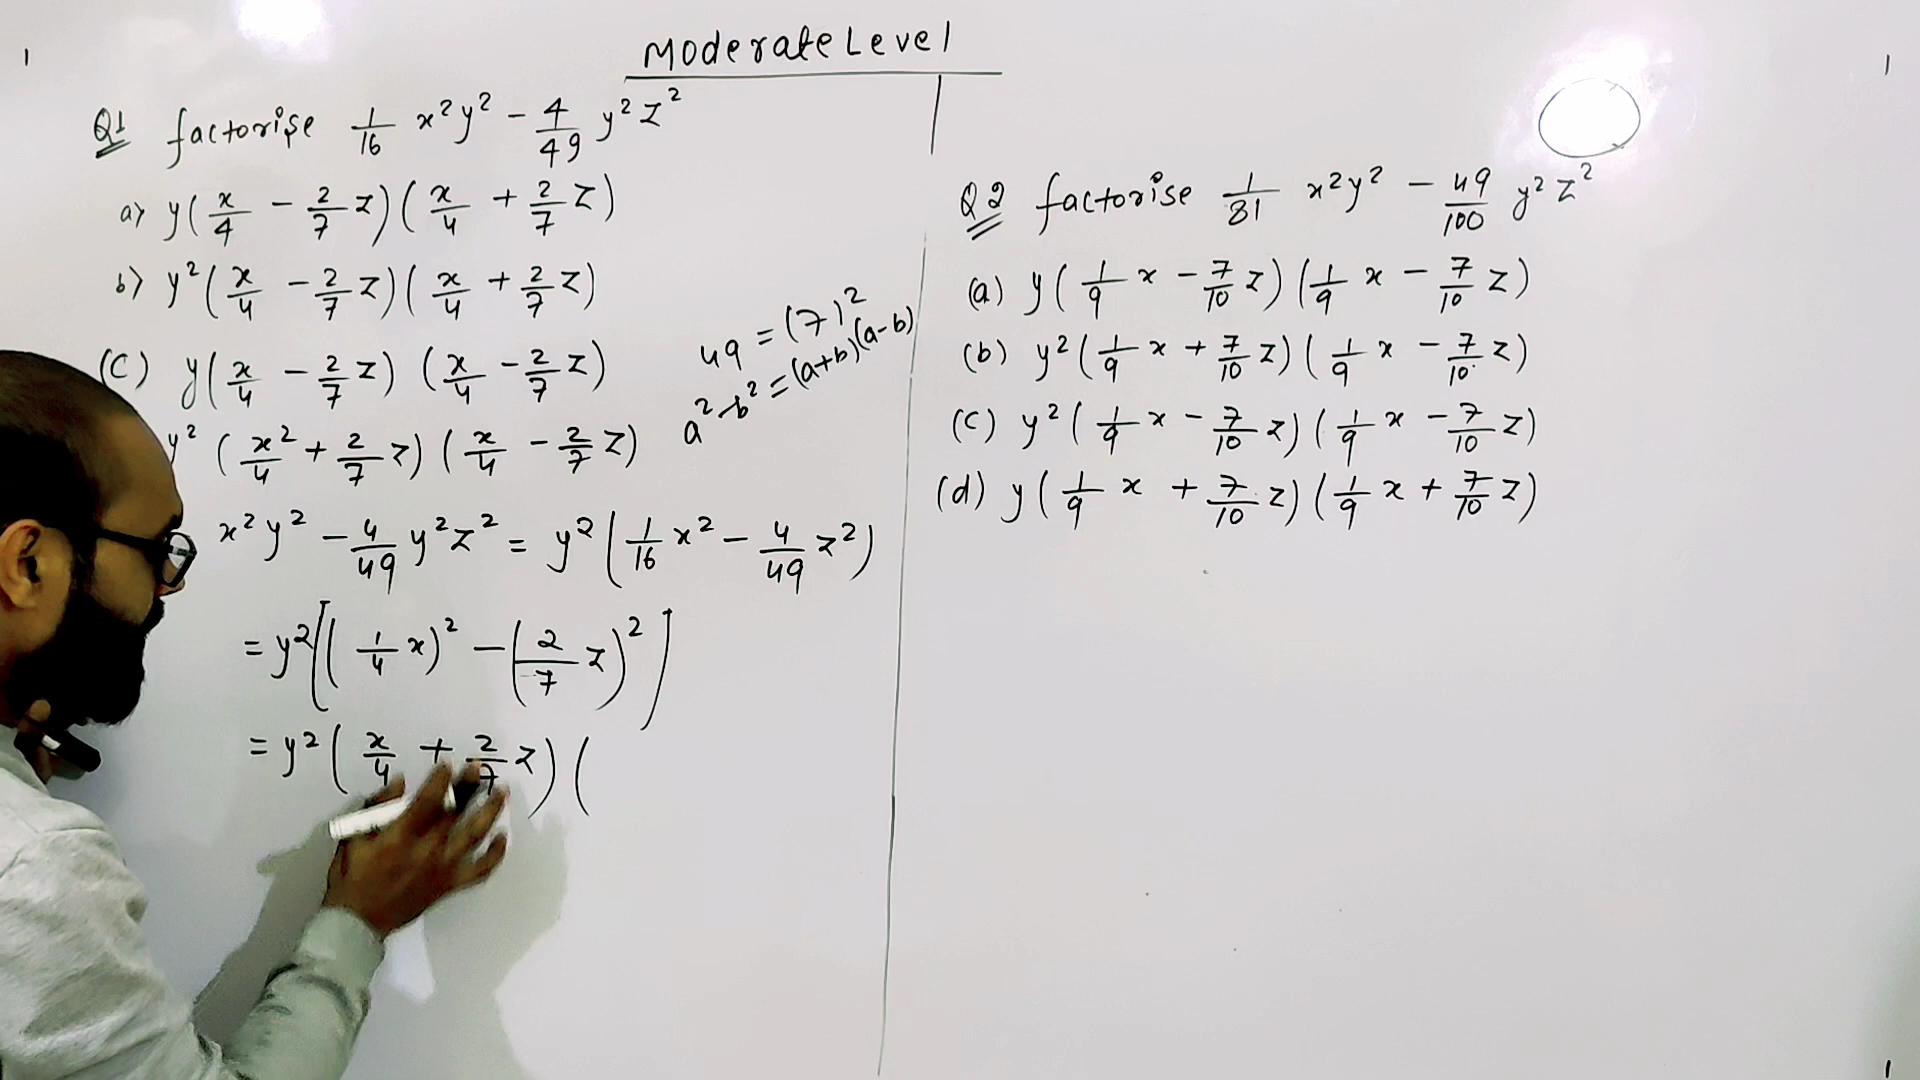 Moderate Level
Q1 factorise 1/16 x²y² - 4/49 y²z²
a) y(x/4 - 2/7 z)(x/4 + 2/7 z)
b) y²(x/4 - 2/7 z)(x/4 + 2/7 z)
(C) y(x/4 - 2/7 z) (x/4 - 2/7 z)
y² (x²/4 + 2/7 z) (x/4 - 2/7 z)
49 = (7)²
a² - b² = (a+b)(a-b)
x²y² - 4/49 y²z² = y² (1/16 x² - 4/49 z²)
= y² [(1/4 x)² - (2/7 z)²]
= y² (x/4 + 2/7 z) (
Q2 factorise 1/81 x²y² - 49/100 y²z²
(a) y(1/9 x - 7/10 z)(1/9 x - 7/10 z)
(b) y²(1/9 x + 7/10 z)(1/9 x - 7/10 z)
(c) y²(1/9 x - 7/10 z)(1/9 x - 7/10 z)
(d) y(1/9 x + 7/10 z)(1/9 x + 7/10 z)